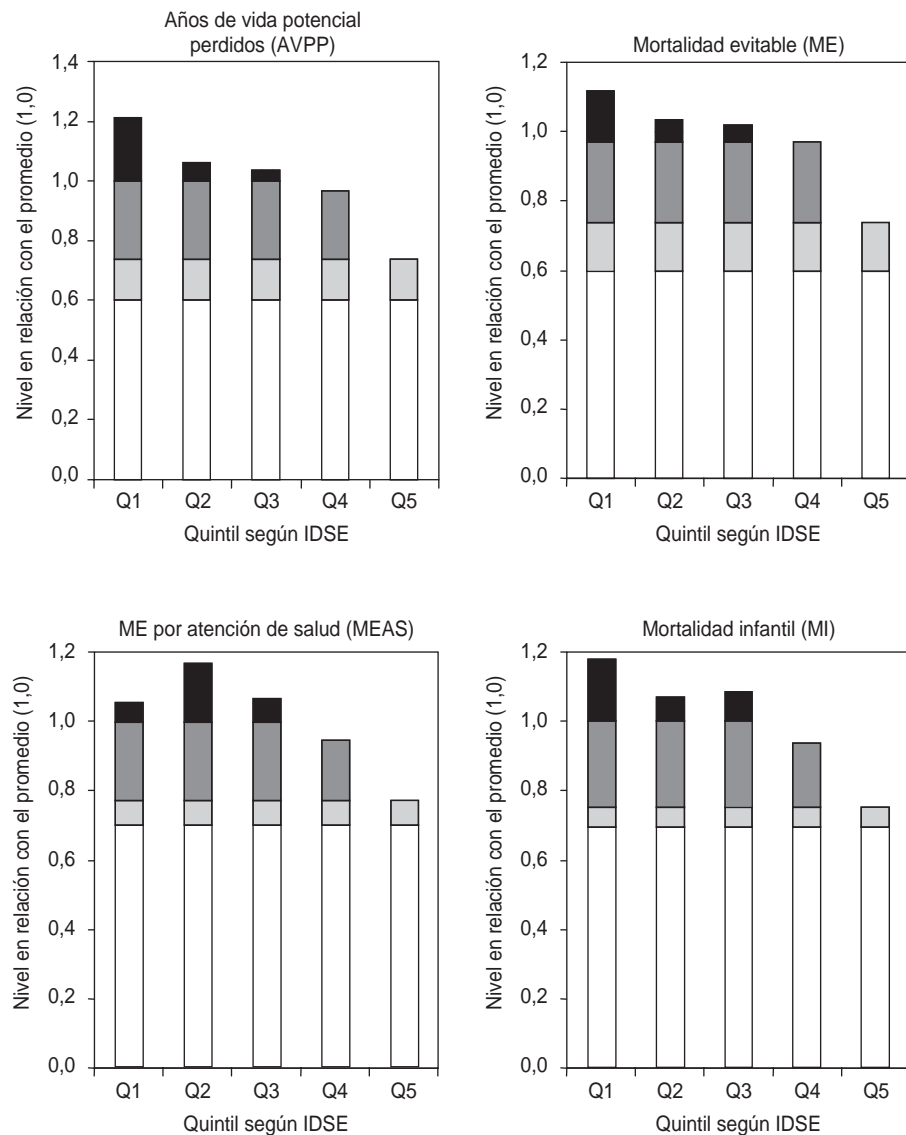 Años de vida potencial
perdidos (AVPP)
Nivel en relación con el promedio (1,0)
1,4
1,2
1,0
0,8
0,6
0,4
0,2
0,0
Q1 Q2 Q3 Q4 Q5
Quintil según IDSE
Mortalidad evitable (ME)
Nivel en relación con el promedio (1,0)
1,2
1,0
0,8
0,6
0,4
0,2
0,0
Q1 Q2 Q3 Q4 Q5
Quintil según IDSE
ME por atención de salud (MEAS)
Nivel en relación con el promedio (1,0)
1,2
1,0
0,8
0,6
0,4
0,2
0,0
Q1 Q2 Q3 Q4 Q5
Quintil según IDSE
Mortalidad infantil (MI)
Nivel en relación con el promedio (1,0)
1,2
1,0
0,8
0,6
0,4
0,2
0,0
Q1 Q2 Q3 Q4 Q5
Quintil según IDSE